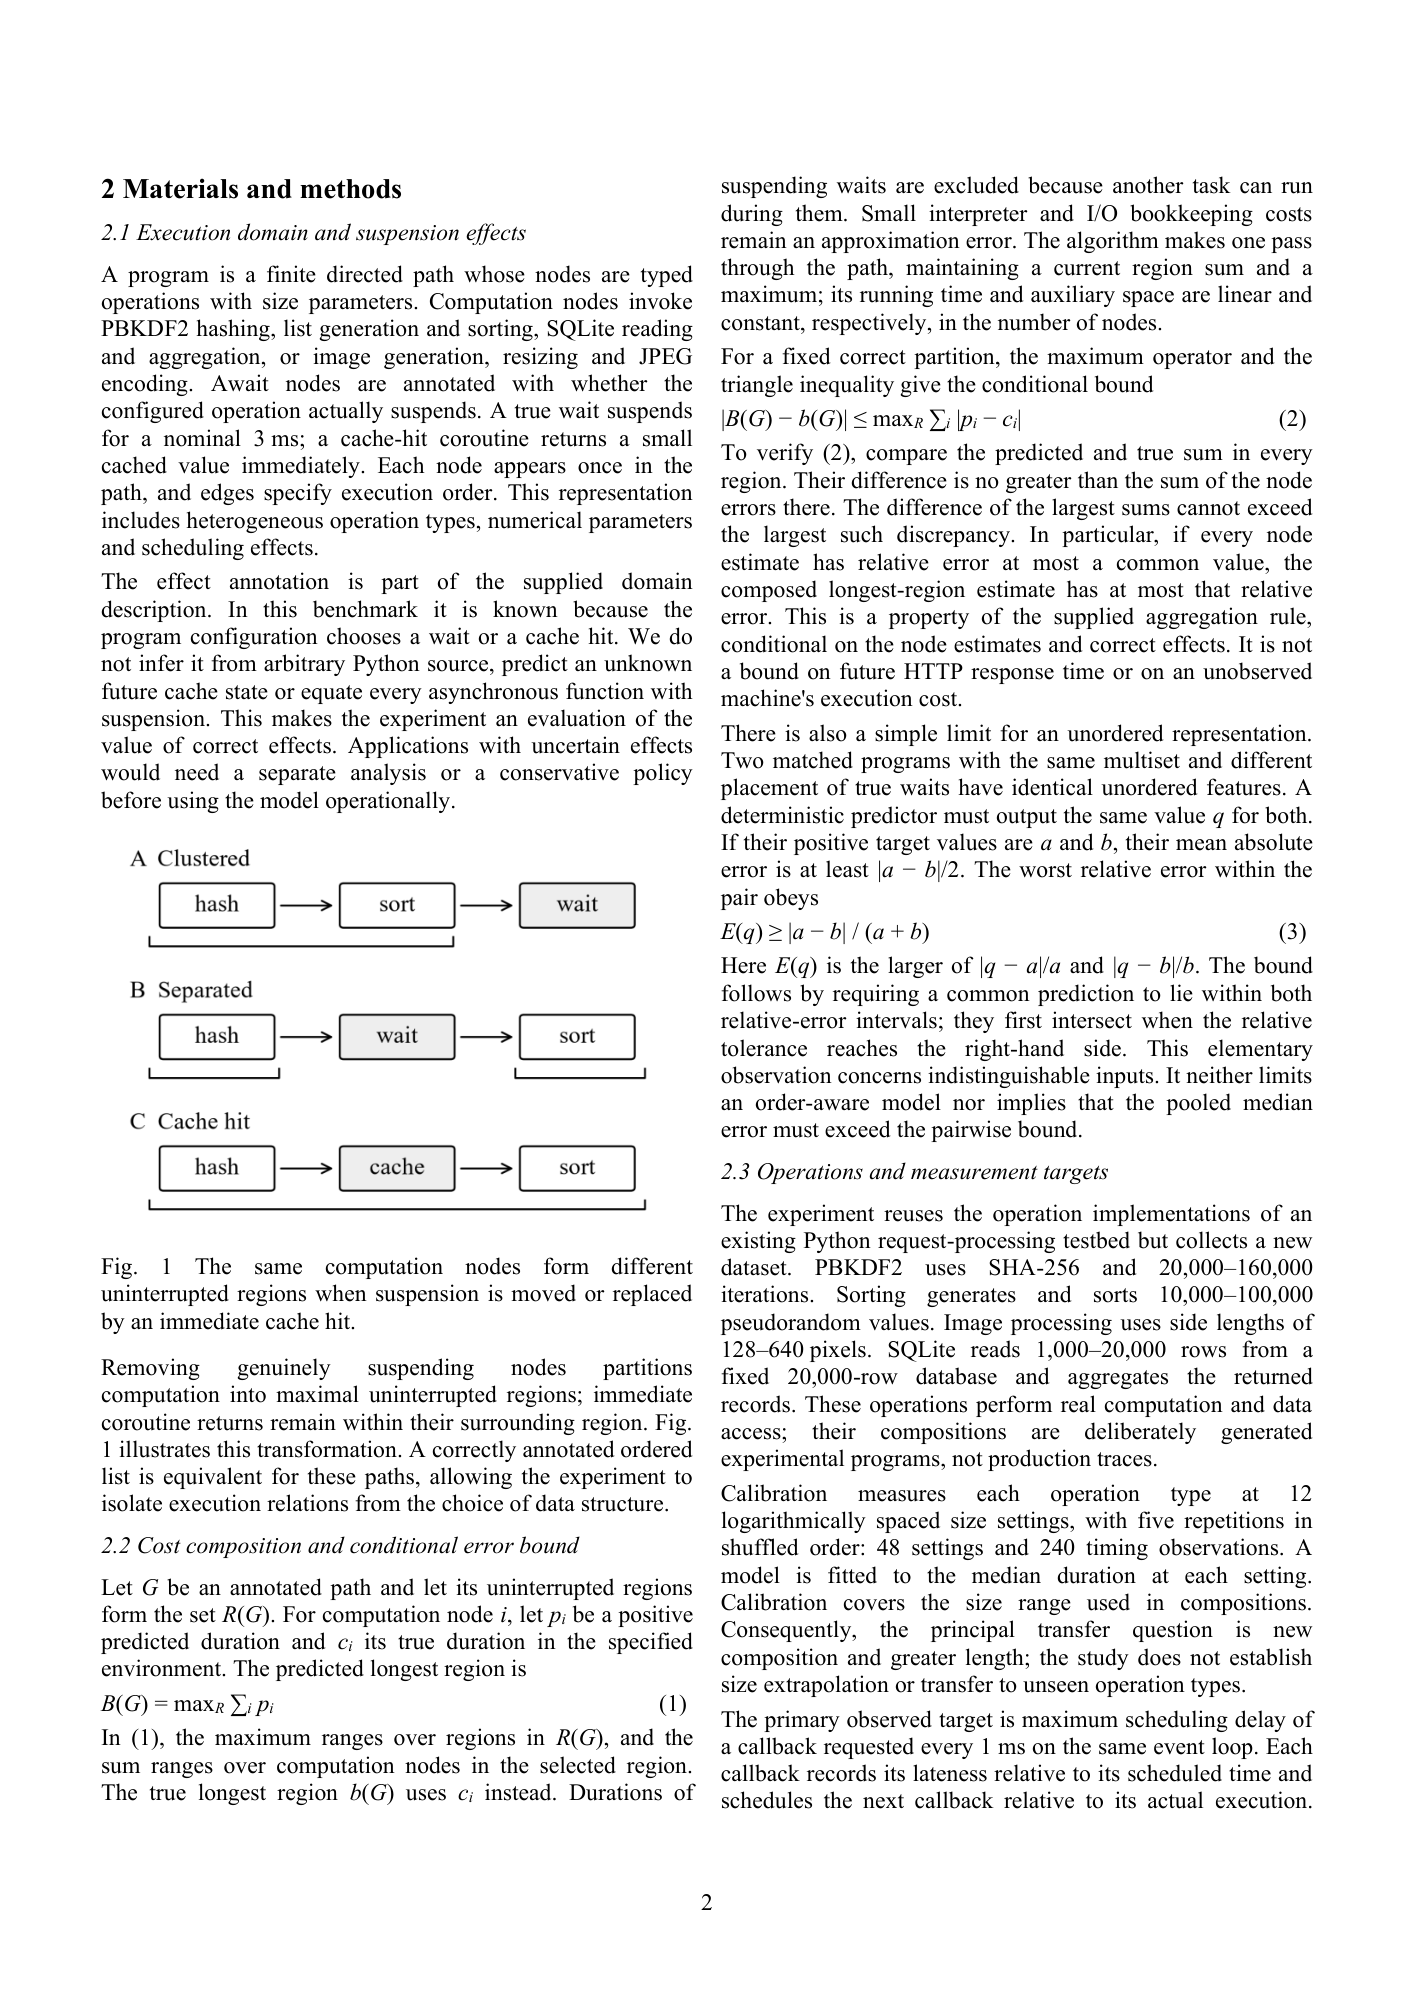 2 Materials and methods
2.1 Execution domain and suspension effects
A program is a finite directed path whose nodes are typed
operations with size parameters. Computation nodes invoke
PBKDF2 hashing, list generation and sorting, SQLite reading
and aggregation, or image generation, resizing and JPEG
encoding. Await nodes are annotated with whether the
configured operation actually suspends. A true wait suspends
for a nominal 3 ms; a cache-hit coroutine returns a small
cached value immediately. Each node appears once in the
path, and edges specify execution order. This representation
includes heterogeneous operation types, numerical parameters
and scheduling effects.
The effect annotation is part of the supplied domain
description. In this benchmark it is known because the
program configuration chooses a wait or a cache hit. We do
not infer it from arbitrary Python source, predict an unknown
future cache state or equate every asynchronous function with
suspension. This makes the experiment an evaluation of the
value of correct effects. Applications with uncertain effects
would need a separate analysis or a conservative policy
before using the model operationally.
A Clustered
hash sort wait
B Separated
hash wait sort
C Cache hit
hash cache sort
Fig. 1 The same computation nodes form different
uninterrupted regions when suspension is moved or replaced
by an immediate cache hit.
Removing genuinely suspending nodes partitions
computation into maximal uninterrupted regions; immediate
coroutine returns remain within their surrounding region. Fig.
1 illustrates this transformation. A correctly annotated ordered
list is equivalent for these paths, allowing the experiment to
isolate execution relations from the choice of data structure.
2.2 Cost composition and conditional error bound
Let G be an annotated path and let its uninterrupted regions
form the set R(G). For computation node i, let pᵢ be a positive
predicted duration and cᵢ its true duration in the specified
environment. The predicted longest region is
B(G) = maxR ∑ᵢ pᵢ (1)
In (1), the maximum ranges over regions in R(G), and the
sum ranges over computation nodes in the selected region.
The true longest region b(G) uses cᵢ instead. Durations of
suspending waits are excluded because another task can run
during them. Small interpreter and I/O bookkeeping costs
remain an approximation error. The algorithm makes one pass
through the path, maintaining a current region sum and a
maximum; its running time and auxiliary space are linear and
constant, respectively, in the number of nodes.
For a fixed correct partition, the maximum operator and the
triangle inequality give the conditional bound
|B(G) − b(G)| ≤ maxR ∑ᵢ |pᵢ − cᵢ| (2)
To verify (2), compare the predicted and true sum in every
region. Their difference is no greater than the sum of the node
errors there. The difference of the largest sums cannot exceed
the largest such discrepancy. In particular, if every node
estimate has relative error at most a common value, the
composed longest-region estimate has at most that relative
error. This is a property of the supplied aggregation rule,
conditional on the node estimates and correct effects. It is not
a bound on future HTTP response time or on an unobserved
machine's execution cost.
There is also a simple limit for an unordered representation.
Two matched programs with the same multiset and different
placement of true waits have identical unordered features. A
deterministic predictor must output the same value q for both.
If their positive target values are a and b, their mean absolute
error is at least |a − b|/2. The worst relative error within the
pair obeys
E(q) ≥ |a − b| / (a + b) (3)
Here E(q) is the larger of |q − a|/a and |q − b|/b. The bound
follows by requiring a common prediction to lie within both
relative-error intervals; they first intersect when the relative
tolerance reaches the right-hand side. This elementary
observation concerns indistinguishable inputs. It neither limits
an order-aware model nor implies that the pooled median
error must exceed the pairwise bound.
2.3 Operations and measurement targets
The experiment reuses the operation implementations of an
existing Python request-processing testbed but collects a new
dataset. PBKDF2 uses SHA-256 and 20,000–160,000
iterations. Sorting generates and sorts 10,000–100,000
pseudorandom values. Image processing uses side lengths of
128–640 pixels. SQLite reads 1,000–20,000 rows from a
fixed 20,000-row database and aggregates the returned
records. These operations perform real computation and data
access; their compositions are deliberately generated
experimental programs, not production traces.
Calibration measures each operation type at 12
logarithmically spaced size settings, with five repetitions in
shuffled order: 48 settings and 240 timing observations. A
model is fitted to the median duration at each setting.
Calibration covers the size range used in compositions.
Consequently, the principal transfer question is new
composition and greater length; the study does not establish
size extrapolation or transfer to unseen operation types.
The primary observed target is maximum scheduling delay of
a callback requested every 1 ms on the same event loop. Each
callback records its lateness relative to its scheduled time and
schedules the next callback relative to its actual execution.
2